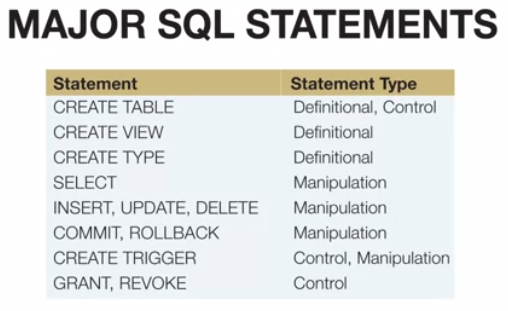 MAJOR SQL STATEMENTS
Statement Statement Type
CREATE TABLE Definitional, Control
CREATE VIEW Definitional
CREATE TYPE Definitional
SELECT Manipulation
INSERT, UPDATE, DELETE Manipulation
COMMIT, ROLLBACK Manipulation
CREATE TRIGGER Control, Manipulation
GRANT, REVOKE Control